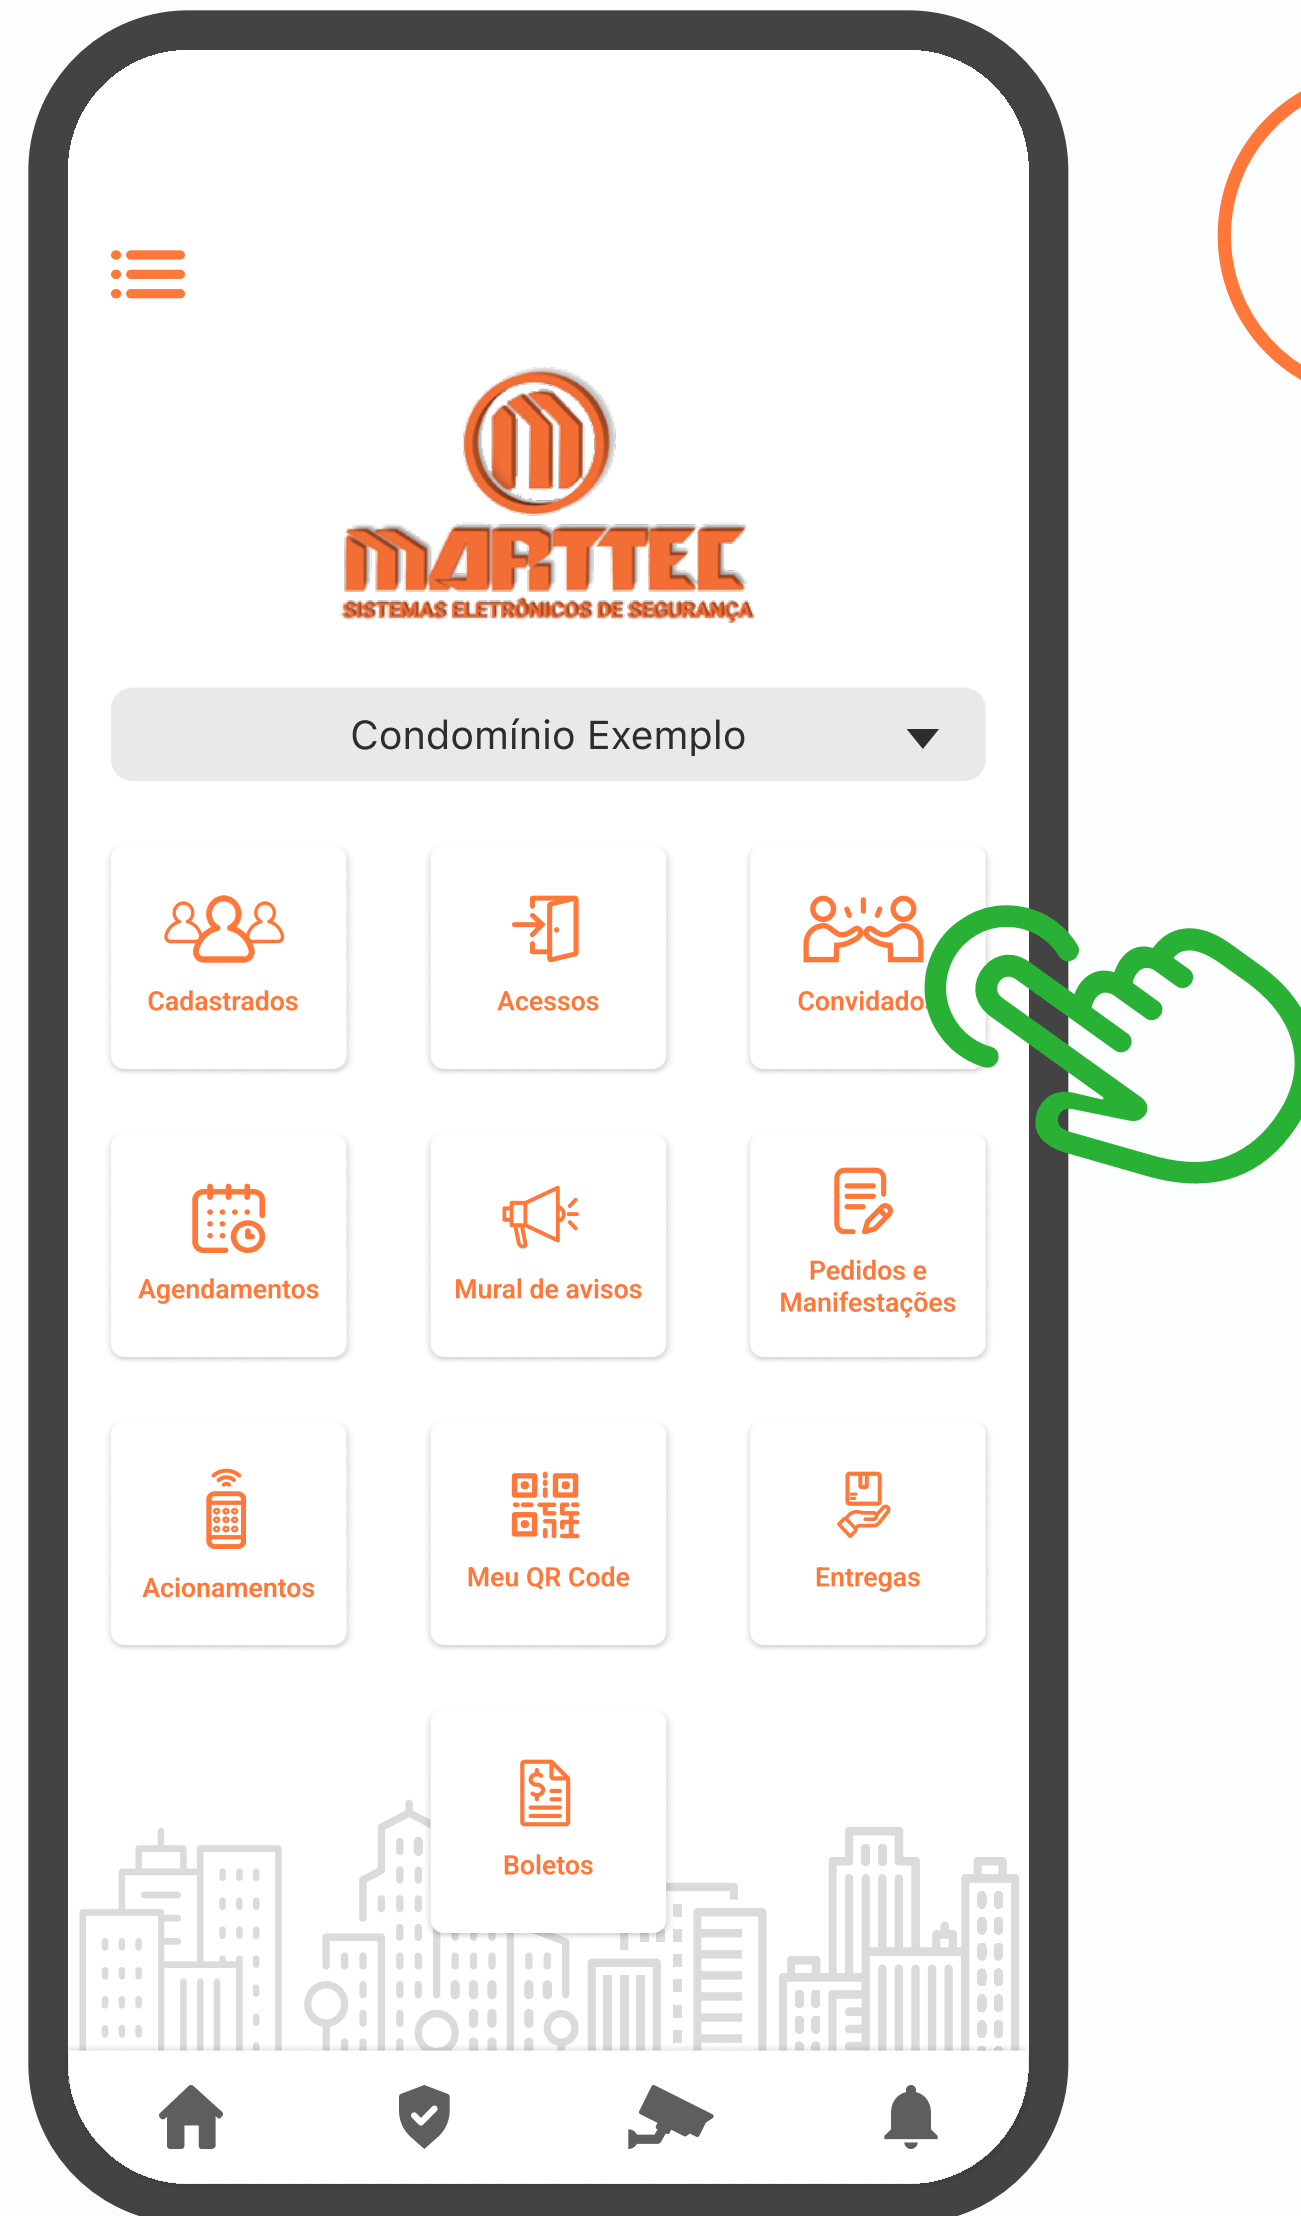 MARTTEC
SISTEMAS ELETRÔNICOS DE SEGURANÇA
Condomínio Exemplo
Cadastrados
Acessos
Convidado
Agendamentos
Mural de avisos
Pedidos e
Manifestações
Acionamentos
Meu QR Code
Entregas
Boletos